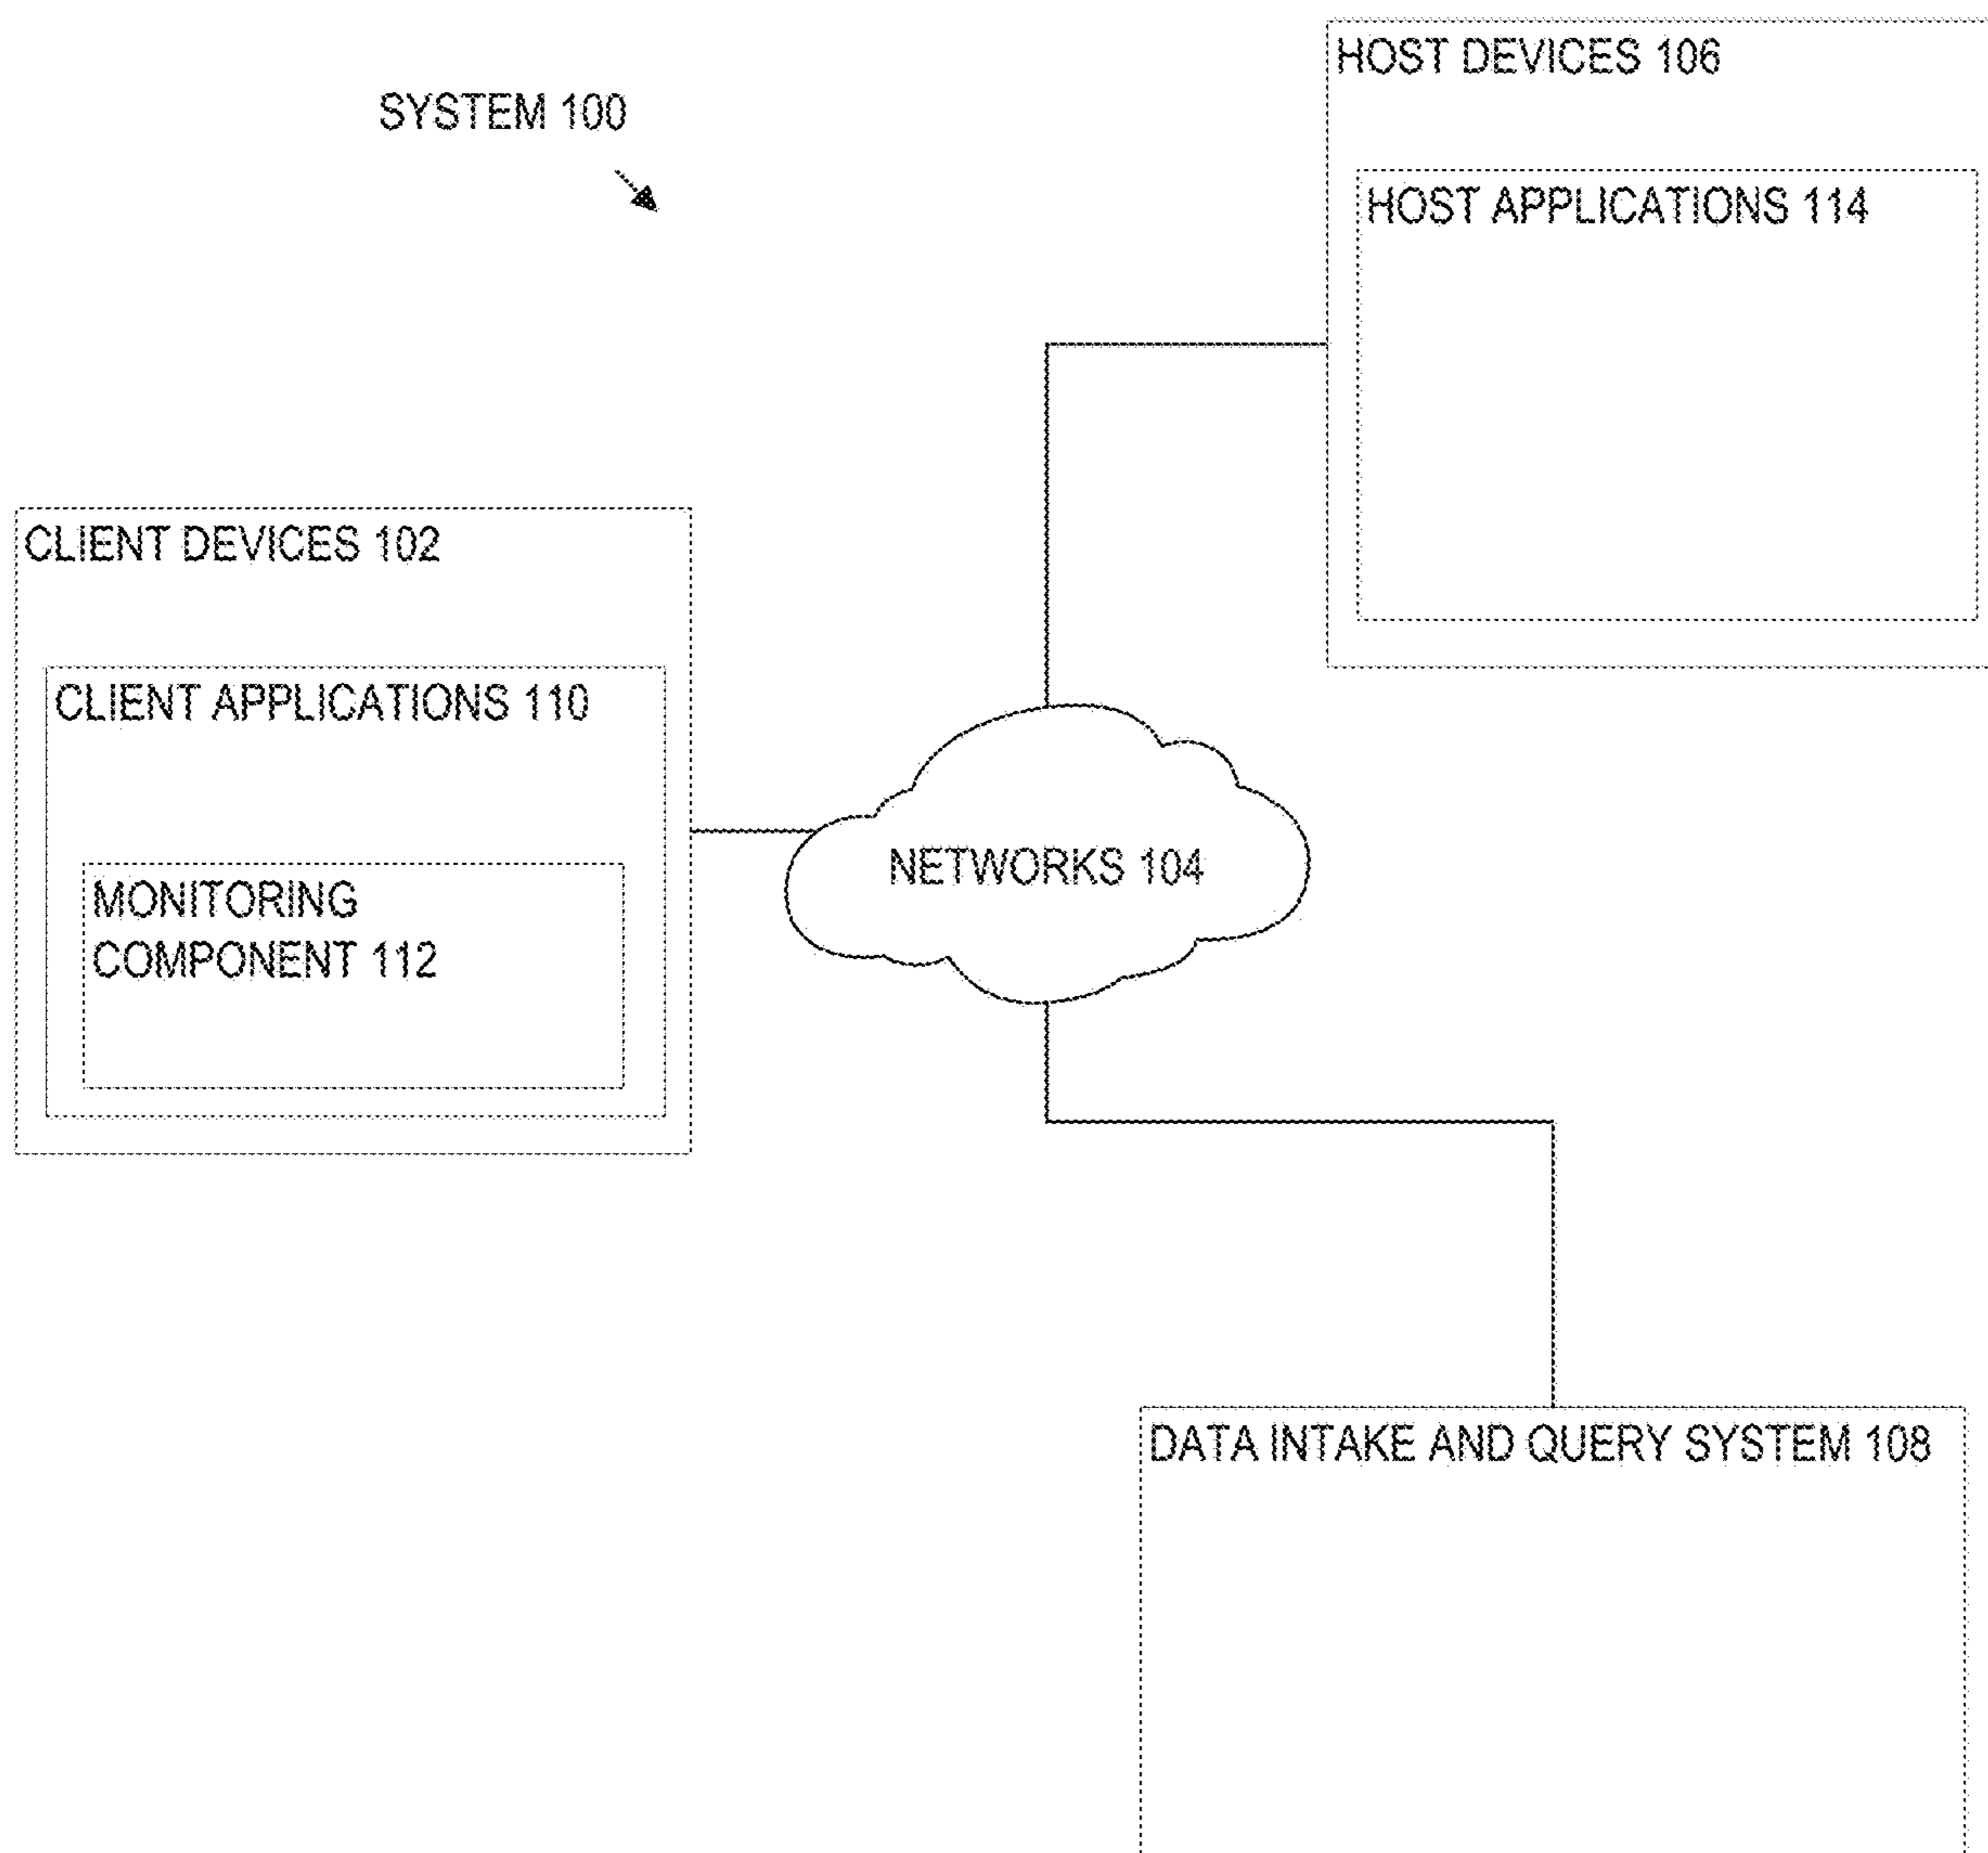 SYSTEM 100
HOST DEVICES 106
HOST APPLICATIONS 114
CLIENT DEVICES 102
CLIENT APPLICATIONS 110
MONITORING
COMPONENT 112
NETWORKS 104
DATA INTAKE AND QUERY SYSTEM 108